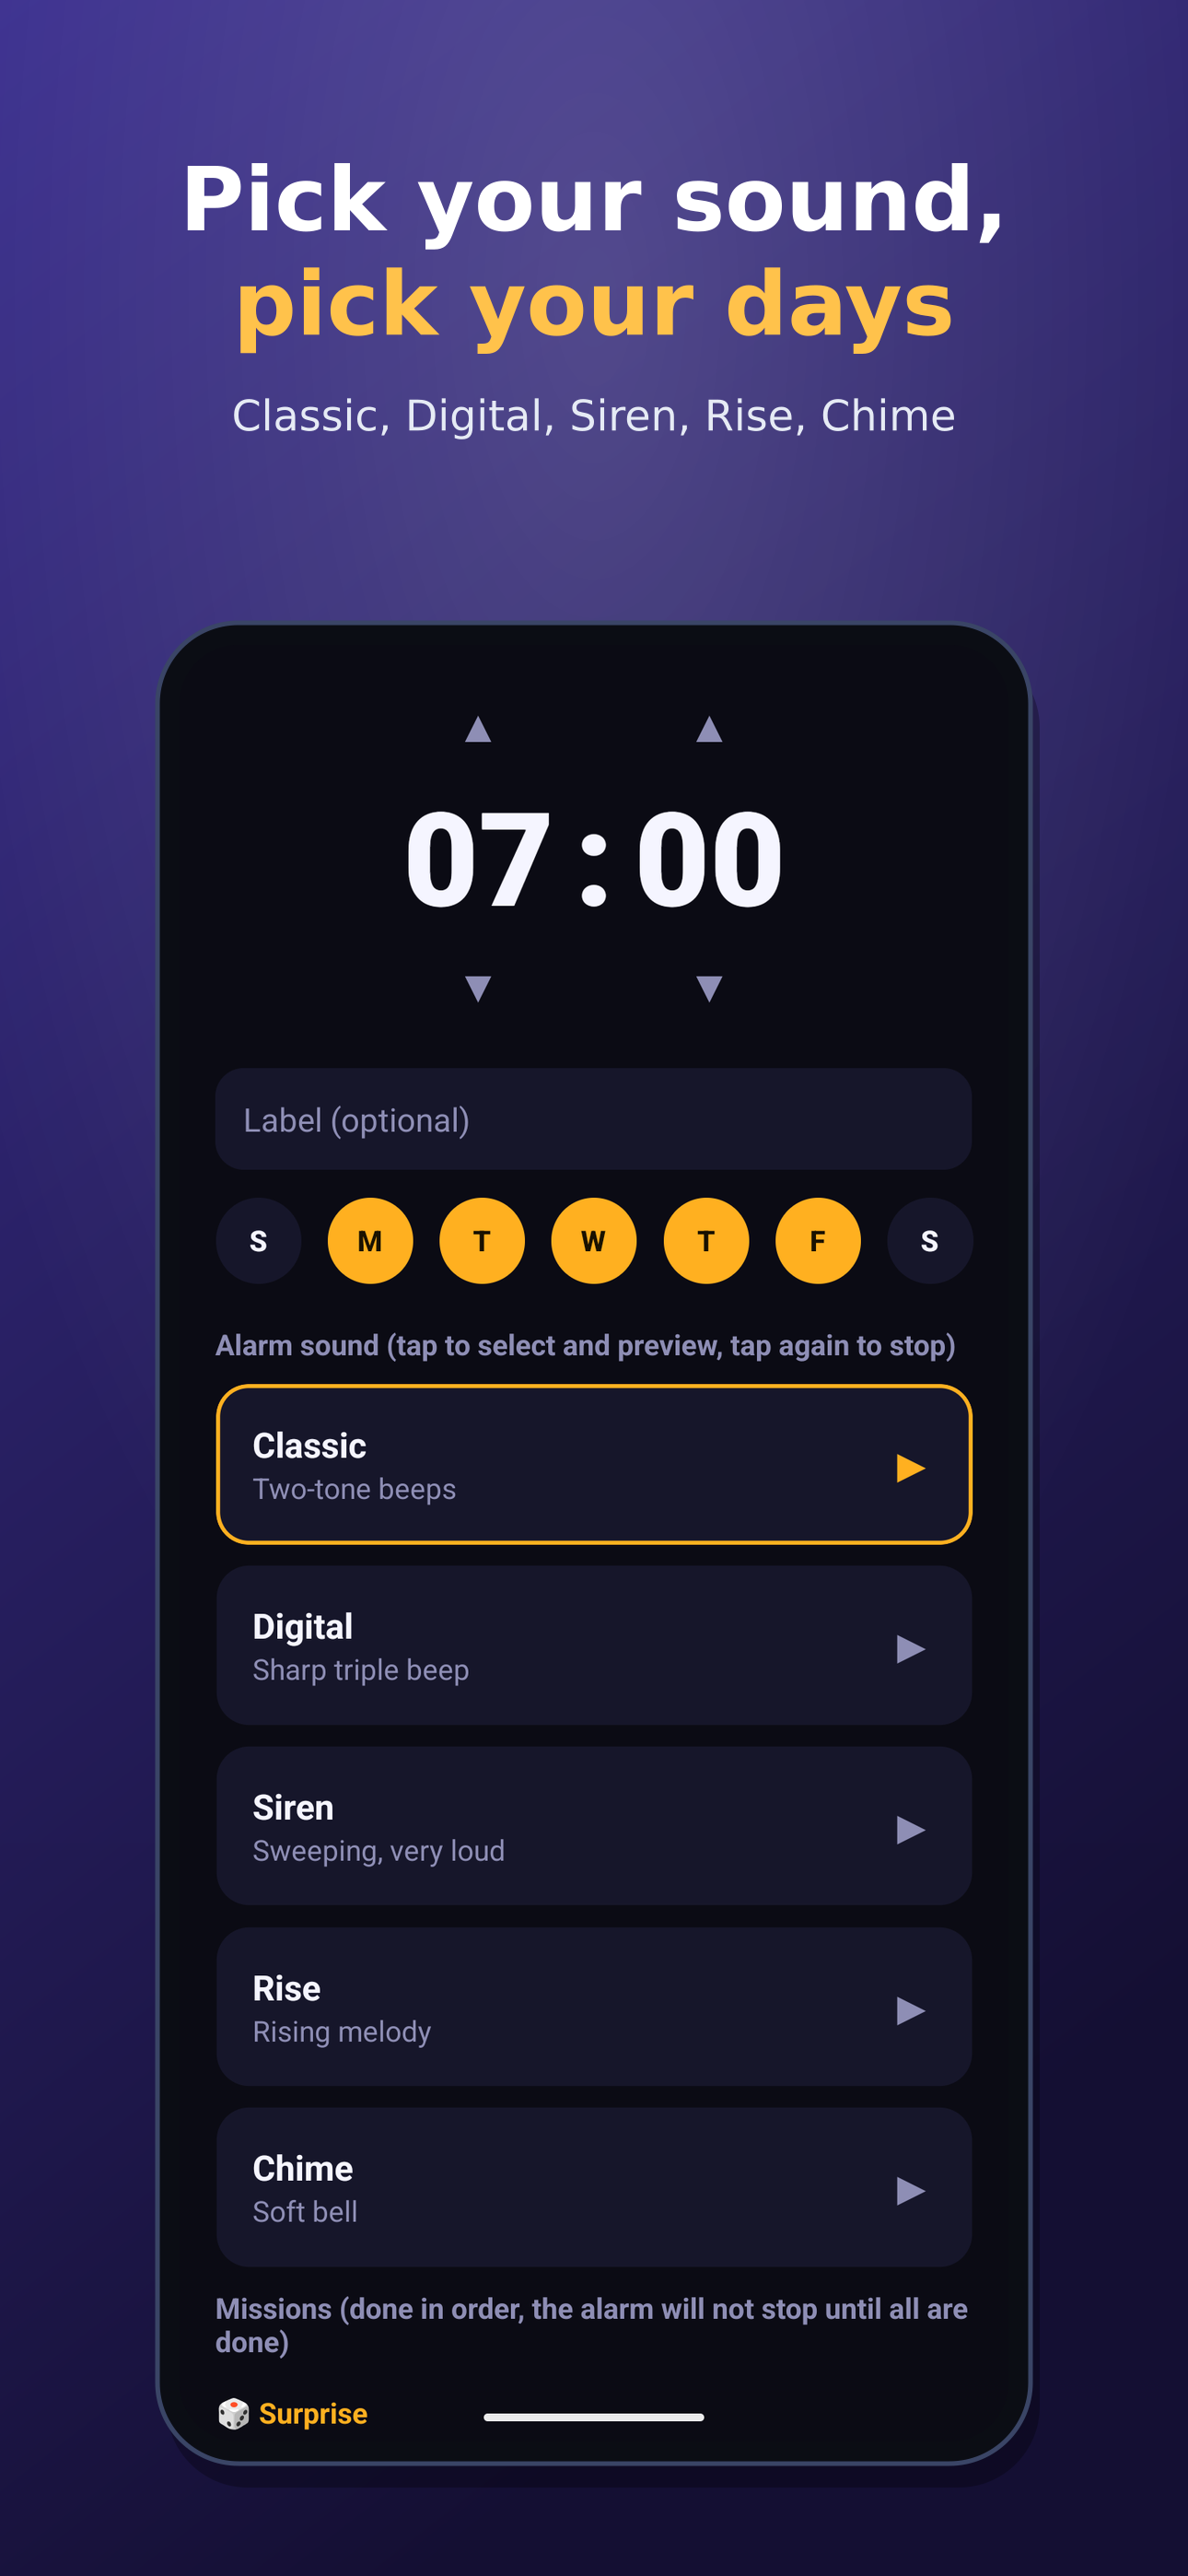 Pick your sound,
pick your days
Classic, Digital, Siren, Rise, Chime
▲ ▲
07:00
▼ ▼
Label (optional)
S M T W T F S
Alarm sound (tap to select and preview, tap again to stop)
Classic
Two-tone beeps
▶
Digital
Sharp triple beep
▶
Siren
Sweeping, very loud
▶
Rise
Rising melody
▶
Chime
Soft bell
▶
Missions (done in order, the alarm will not stop until all are
done)
🎲 Surprise